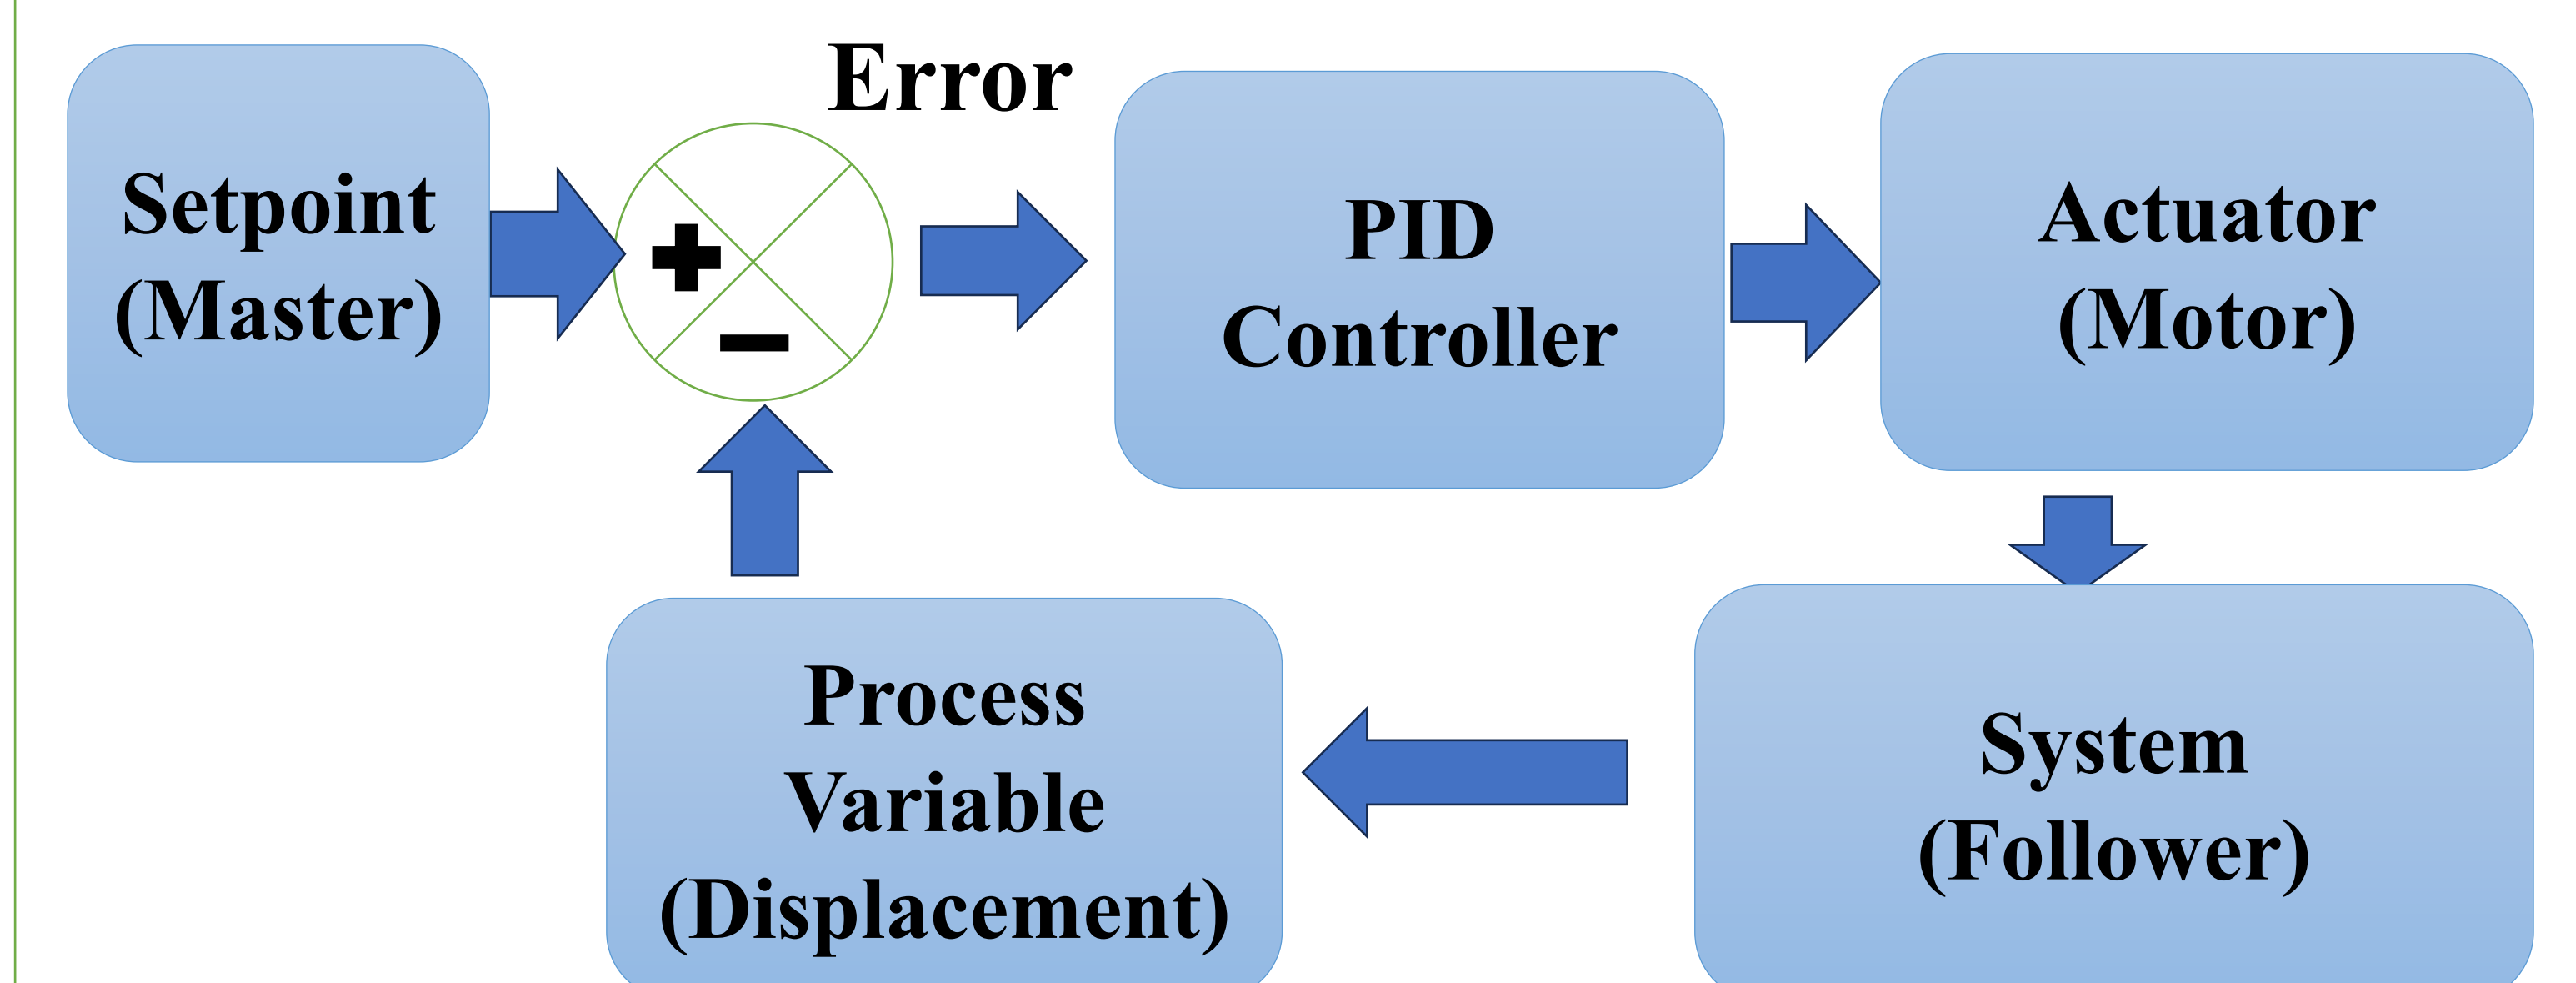 Error
Setpoint
(Master)
+
−
PID
Controller
Actuator
(Motor)
Process
Variable
(Displacement)
System
(Follower)